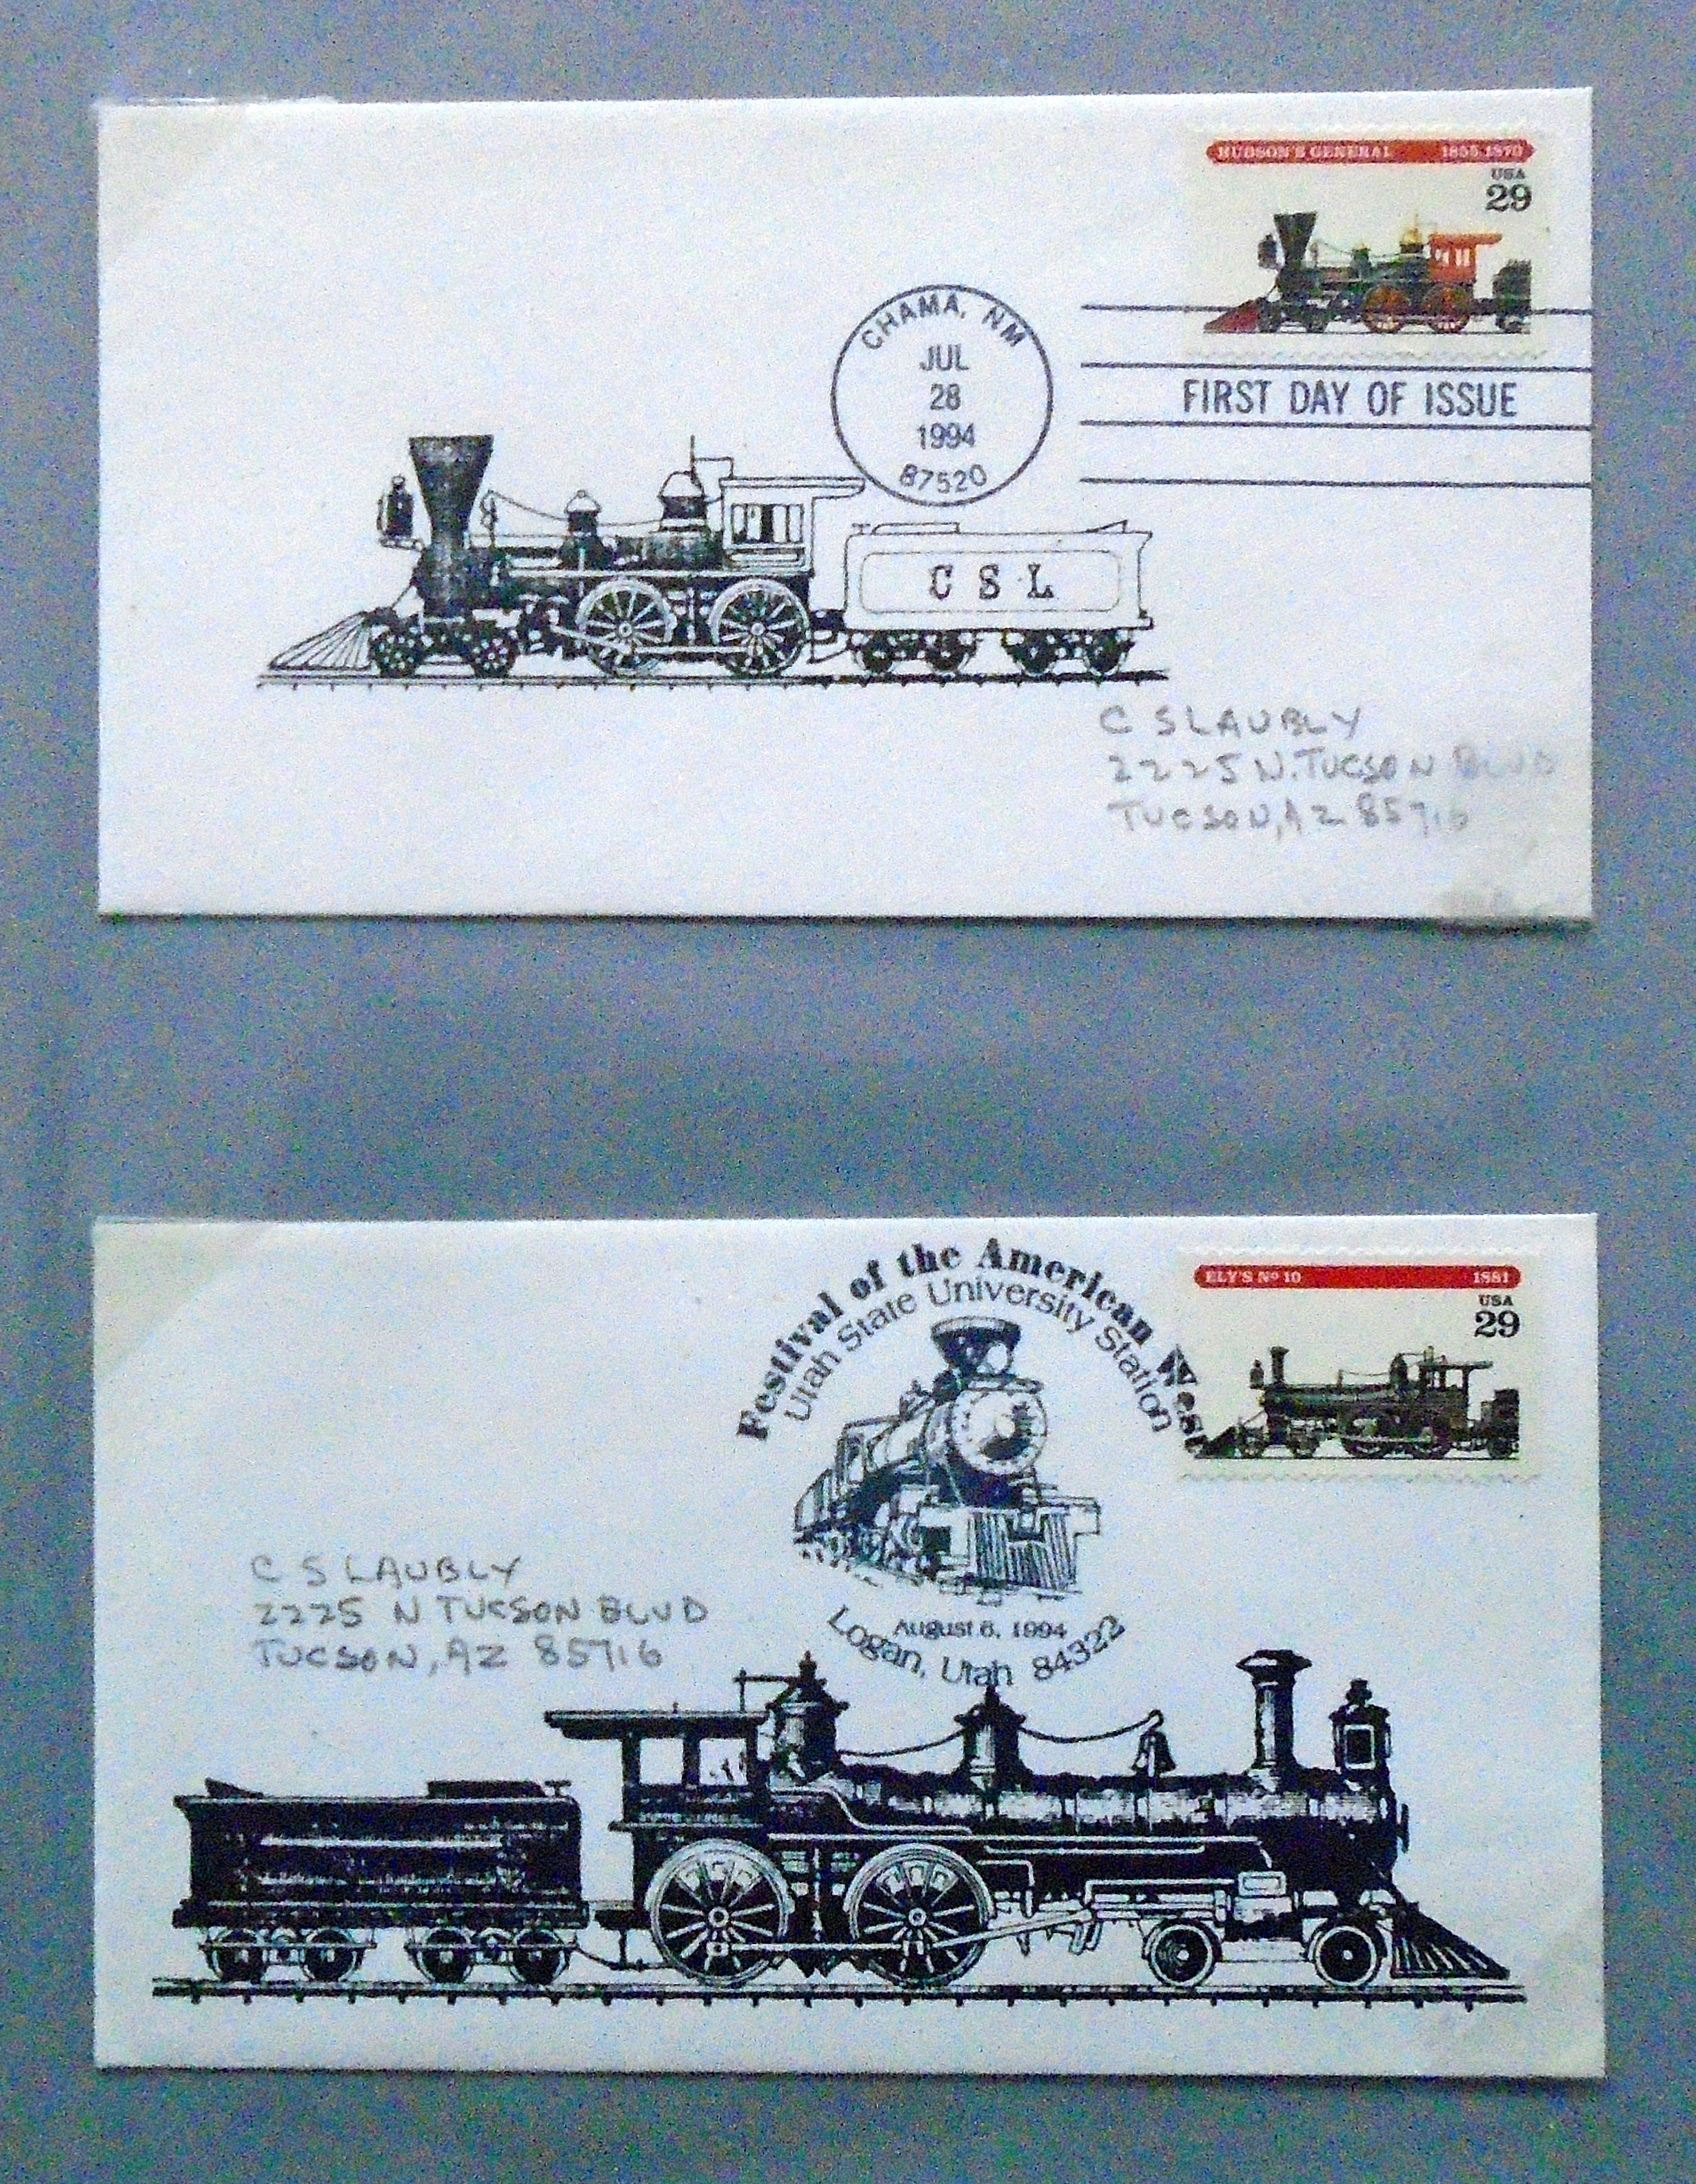 HUDSON'S GENERAL 1855-1870
USA
29
CHAMA, NM
JUL
28
1994
87520
FIRST DAY OF ISSUE
C S L
C S LAUBLY
2225 N. TUCSON BLVD
TUCSON, AZ 85716
Festival of the American West
Utah State University Station
ELY'S Nº 10 1881
USA
29
C S LAUBLY
2225 N TUCSON BLVD
TUCSON, AZ 85716
August 6, 1994
Logan, Utah 84322